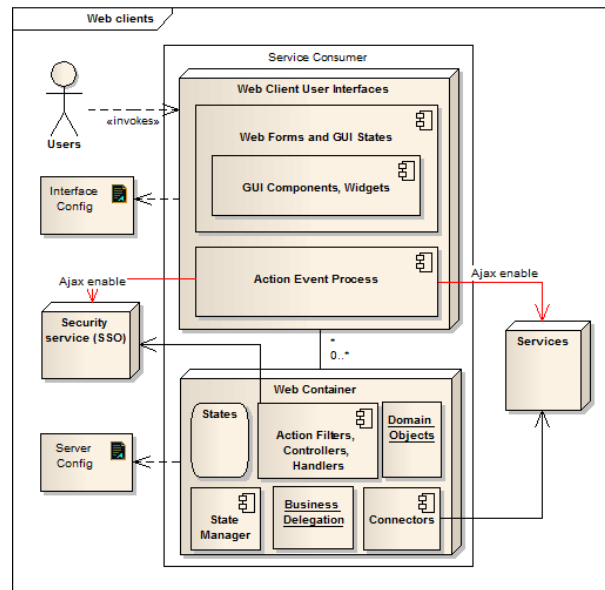 Web clients
Service Consumer
Web Client User Interfaces
«invokes»
Users
Web Forms and GUI States
GUI Components, Widgets
Interface
Config
Ajax enable
Action Event Process
Ajax enable
Security
service (SSO)
Services
*
0..*
Web Container
States
Action Filters,
Controllers,
Handlers
Domain
Objects
Server
Config
State
Manager
Business
Delegation
Connectors